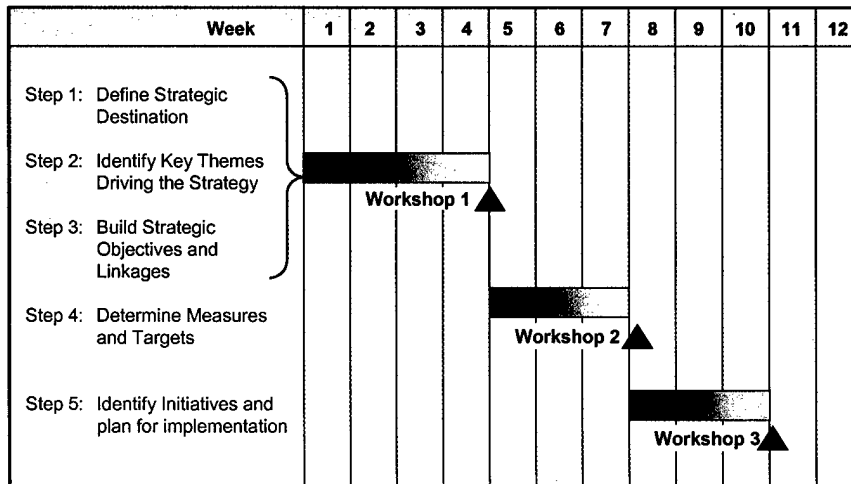 Week 1 2 3 4 5 6 7 8 9 10 11 12
Step 1: Define Strategic
Destination
Step 2: Identify Key Themes
Driving the Strategy
Workshop 1
Step 3: Build Strategic
Objectives and
Linkages
Step 4: Determine Measures
and Targets
Workshop 2
Step 5: Identify Initiatives and
plan for implementation
Workshop 3